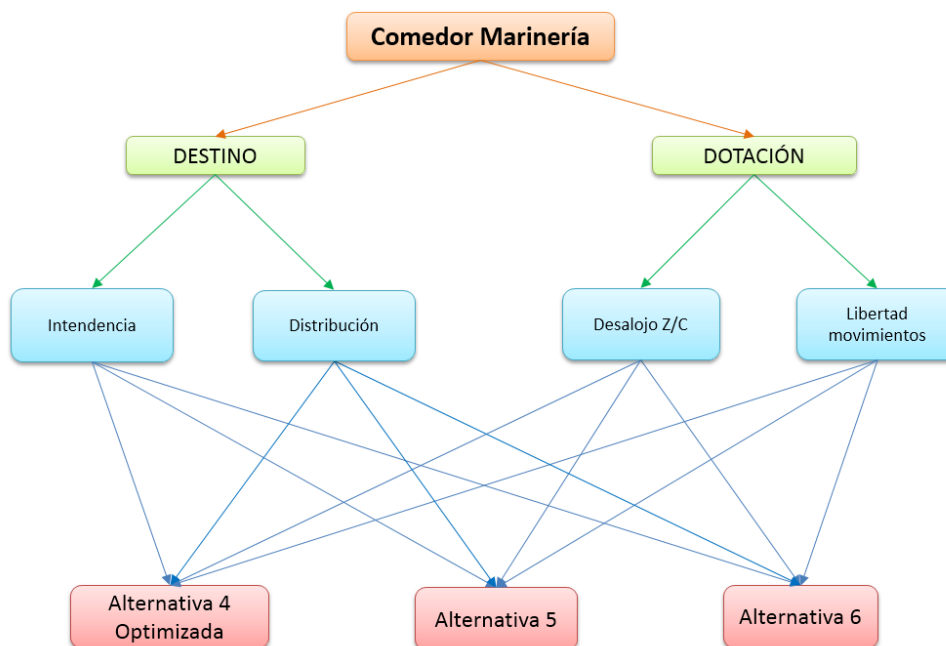 Comedor Marinería
DESTINO
DOTACIÓN
Intendencia
Distribución
Desalojo Z/C
Libertad
movimientos
Alternativa 4
Optimizada
Alternativa 5
Alternativa 6